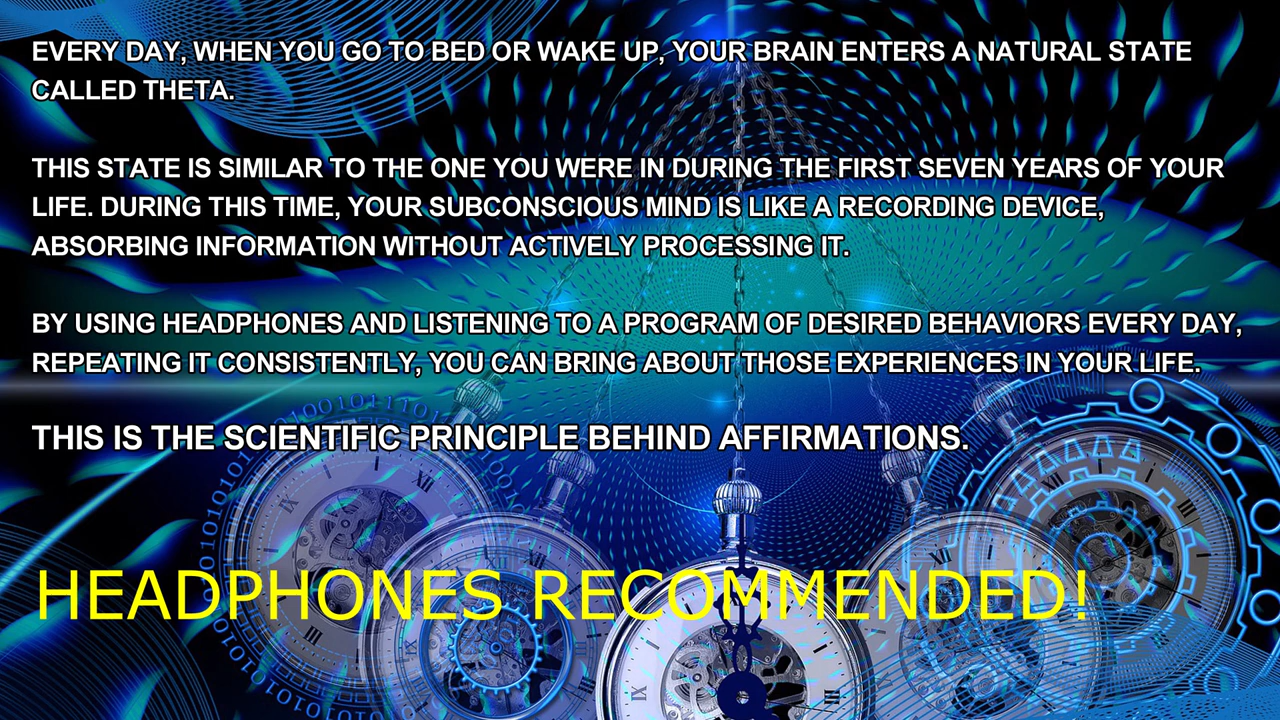 EVERY DAY, WHEN YOU GO TO BED OR WAKE UP, YOUR BRAIN ENTERS A NATURAL STATE
CALLED THETA.
THIS STATE IS SIMILAR TO THE ONE YOU WERE IN DURING THE FIRST SEVEN YEARS OF YOUR
LIFE. DURING THIS TIME, YOUR SUBCONSCIOUS MIND IS LIKE A RECORDING DEVICE,
ABSORBING INFORMATION WITHOUT ACTIVELY PROCESSING IT.
BY USING HEADPHONES AND LISTENING TO A PROGRAM OF DESIRED BEHAVIORS EVERY DAY,
REPEATING IT CONSISTENTLY, YOU CAN BRING ABOUT THOSE EXPERIENCES IN YOUR LIFE.
THIS IS THE SCIENTIFIC PRINCIPLE BEHIND AFFIRMATIONS.
HEADPHONES RECOMMENDED!